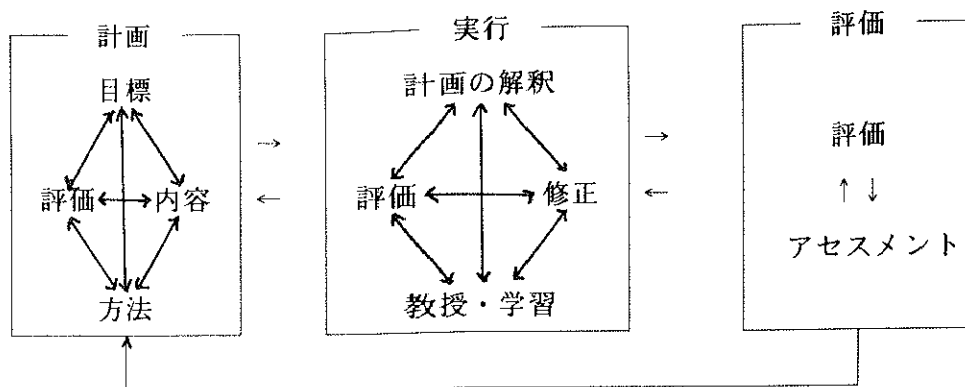 計画
目標
評価
内容
方法
実行
計画の解釈
評価
修正
教授・学習
評価
評価
アセスメント